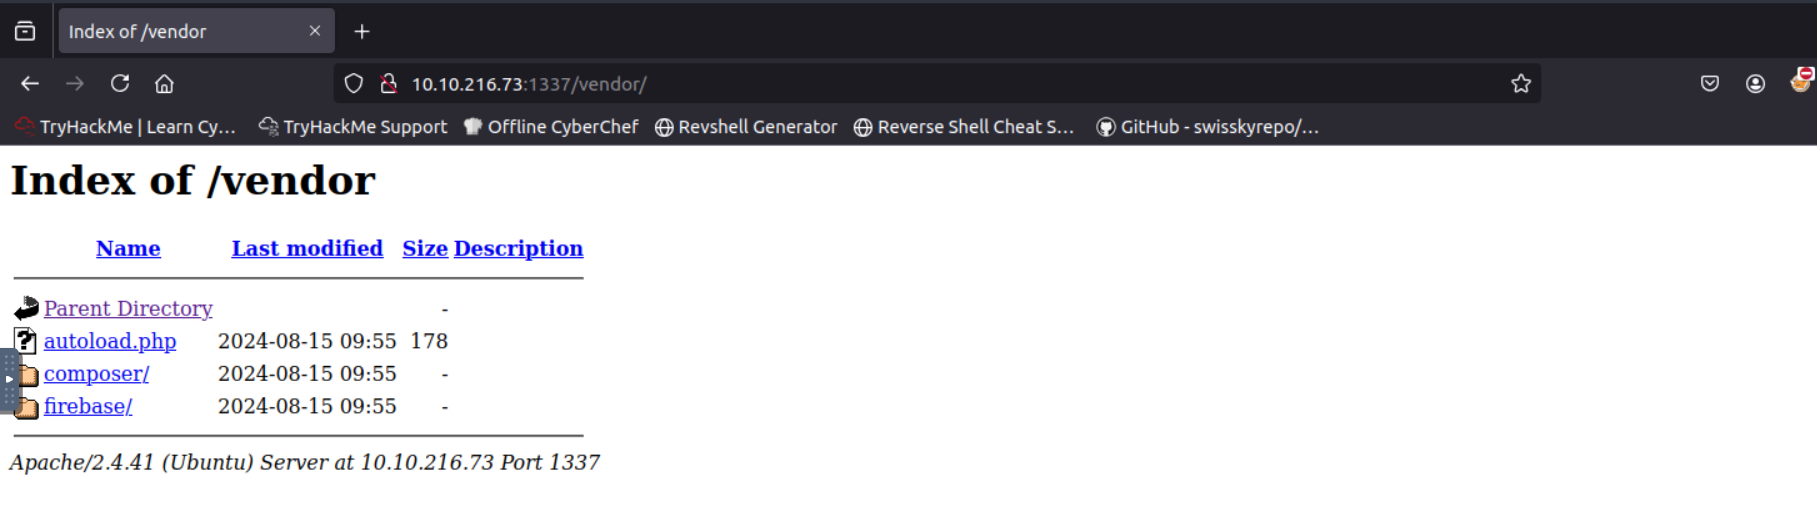 Index of /vendor
10.10.216.73:1337/vendor/
TryHackMe | Learn Cy... TryHackMe Support Offline CyberChef Revshell Generator Reverse Shell Cheat S... GitHub - swisskyrepo/...
Index of /vendor
Name Last modified Size Description
Parent Directory -
autoload.php 2024-08-15 09:55 178
composer/ 2024-08-15 09:55 -
firebase/ 2024-08-15 09:55 -
Apache/2.4.41 (Ubuntu) Server at 10.10.216.73 Port 1337